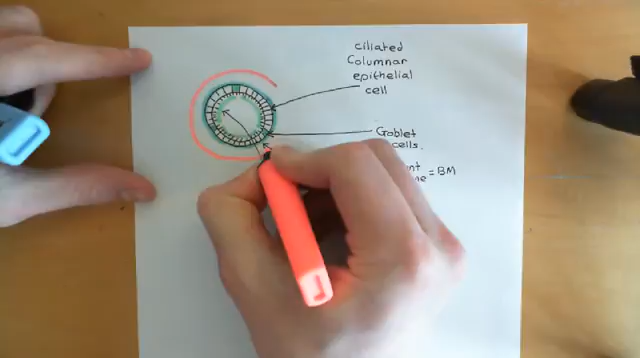 ciliated
Columnar
epithelial
cell
Goblet
cells.
= BM